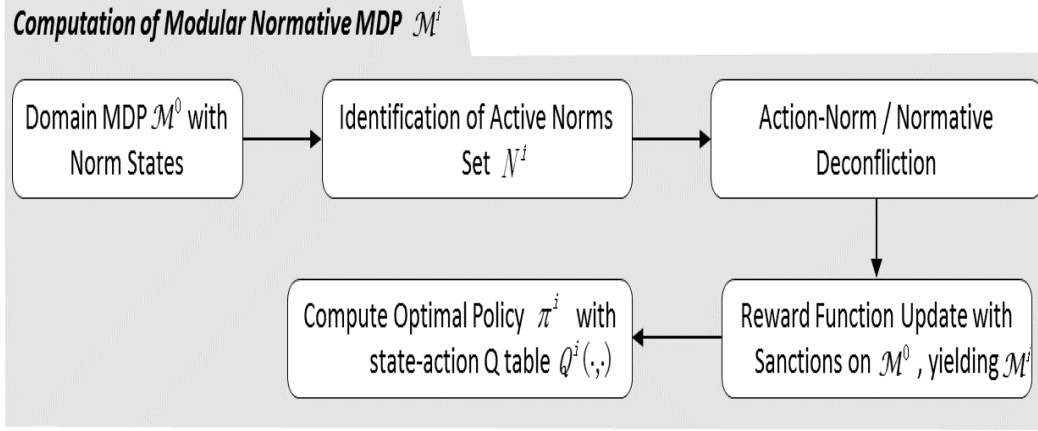 Computation of Modular Normative MDP ℳⁱ
Domain MDP ℳ⁰ with
Norm States
Identification of Active Norms
Set Nⁱ
Action-Norm / Normative
Deconfliction
Reward Function Update with
Sanctions on ℳ⁰, yielding ℳⁱ
Compute Optimal Policy πⁱ with
state-action Q table Qⁱ(·,·)